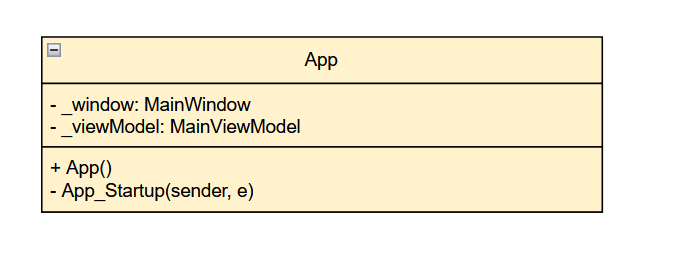 App
- _window: MainWindow
- _viewModel: MainViewModel
+ App()
- App_Startup(sender, e)